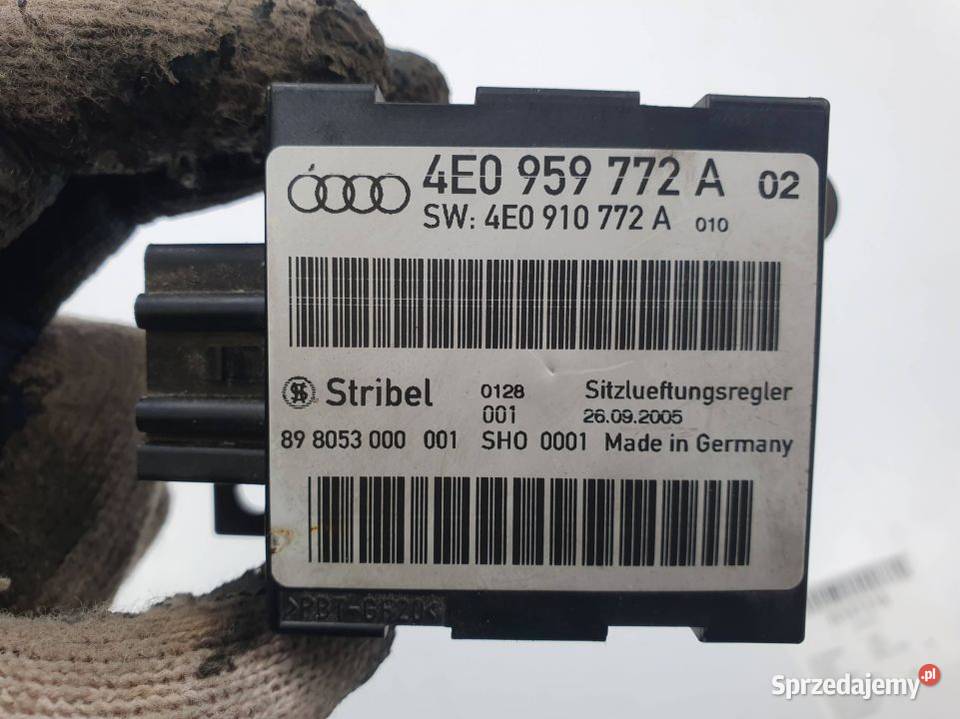 4E0 959 772 A 02
SW: 4E0 910 772 A 010
Stribel 0128 Sitzlueftungsregler
001 26.09.2005
89 8053 000 001 SHO 0001 Made in Germany
>PBT-GF20<
Sprzedajemy.pl